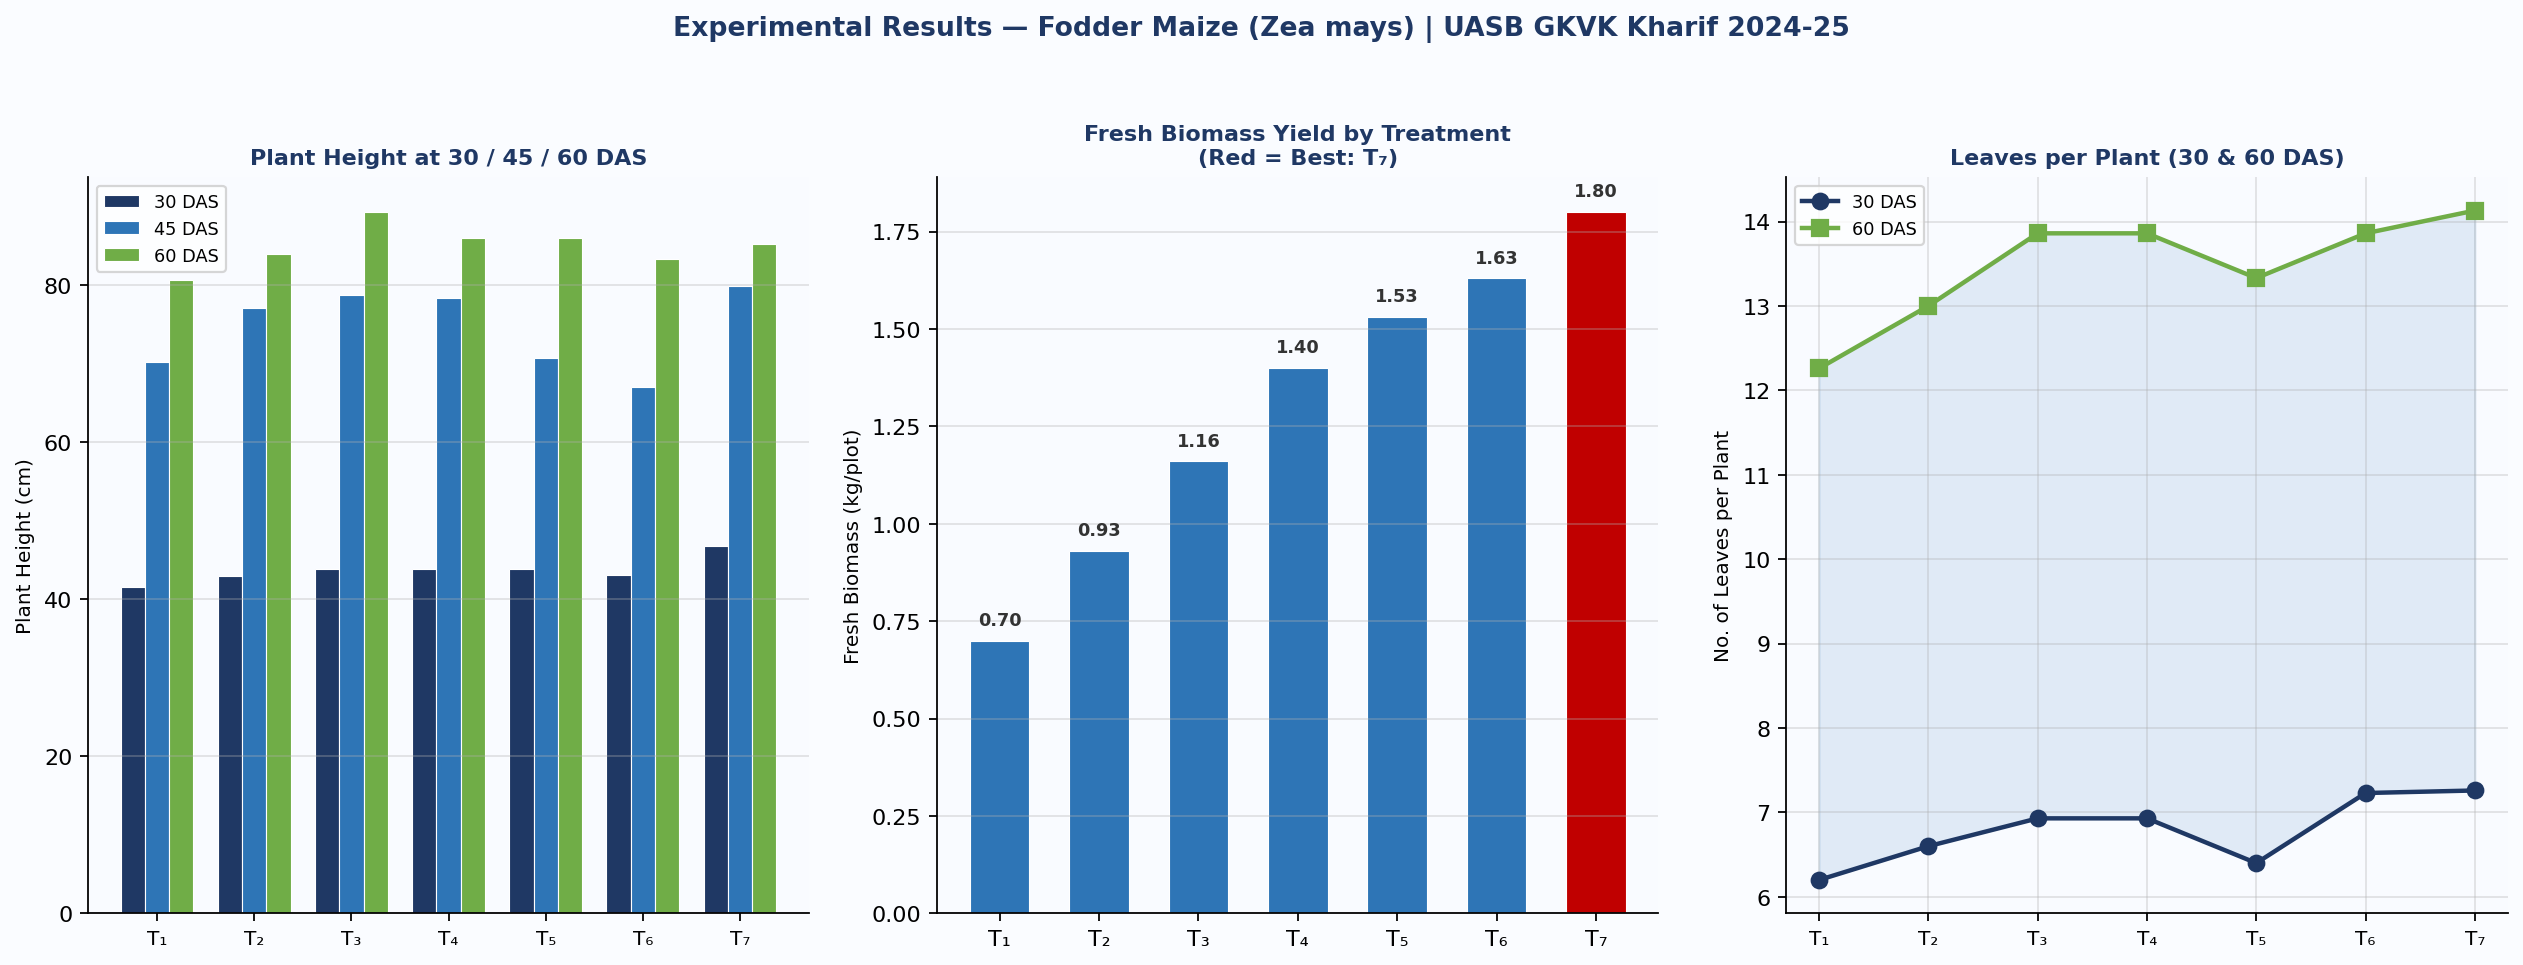 Experimental Results — Fodder Maize (Zea mays) | UASB GKVK Kharif 2024-25
Plant Height at 30 / 45 / 60 DAS
30 DAS
45 DAS
60 DAS
Plant Height (cm)
80
60
40
20
0
T₁ T₂ T₃ T₄ T₅ T₆ T₇
Fresh Biomass Yield by Treatment
(Red = Best: T₇)
Fresh Biomass (kg/plot)
1.75
1.50
1.25
1.00
0.75
0.50
0.25
0.00
0.70
0.93
1.16
1.40
1.53
1.63
1.80
T₁ T₂ T₃ T₄ T₅ T₆ T₇
Leaves per Plant (30 & 60 DAS)
30 DAS
60 DAS
No. of Leaves per Plant
14
13
12
11
10
9
8
7
6
T₁ T₂ T₃ T₄ T₅ T₆ T₇